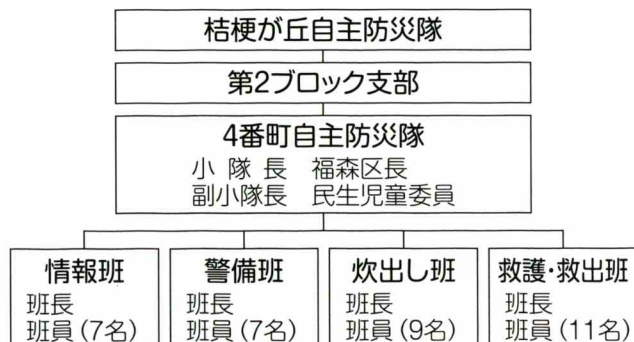 桔梗が丘自主防災隊
第2ブロック支部
4番町自主防災隊
小隊長 福森区長
副小隊長 民生児童委員
情報班
班長
班員(7名)
警備班
班長
班員(7名)
炊出し班
班長
班員(9名)
救護・救出班
班長
班員(11名)